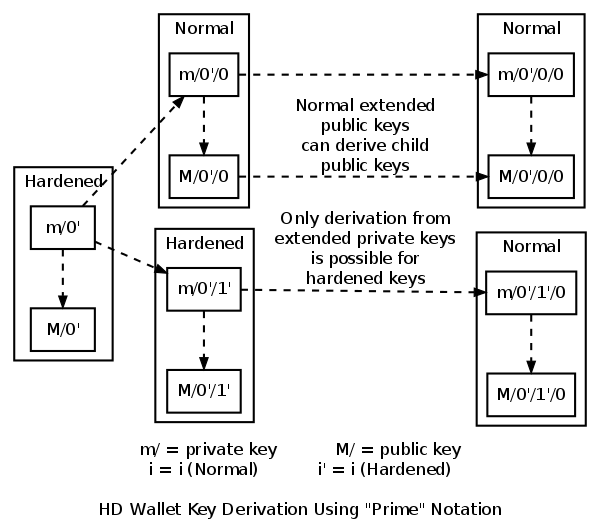 Normal
m/0'/0
M/0'/0
Normal
m/0'/0/0
M/0'/0/0
Normal extended
public keys
can derive child
public keys
Hardened
m/0'
M/0'
Only derivation from
extended private keys
is possible for
hardened keys
Hardened
m/0'/1'
M/0'/1'
Normal
m/0'/1'/0
M/0'/1'/0
m/ = private key M/ = public key
i = i (Normal) i' = i (Hardened)
HD Wallet Key Derivation Using "Prime" Notation